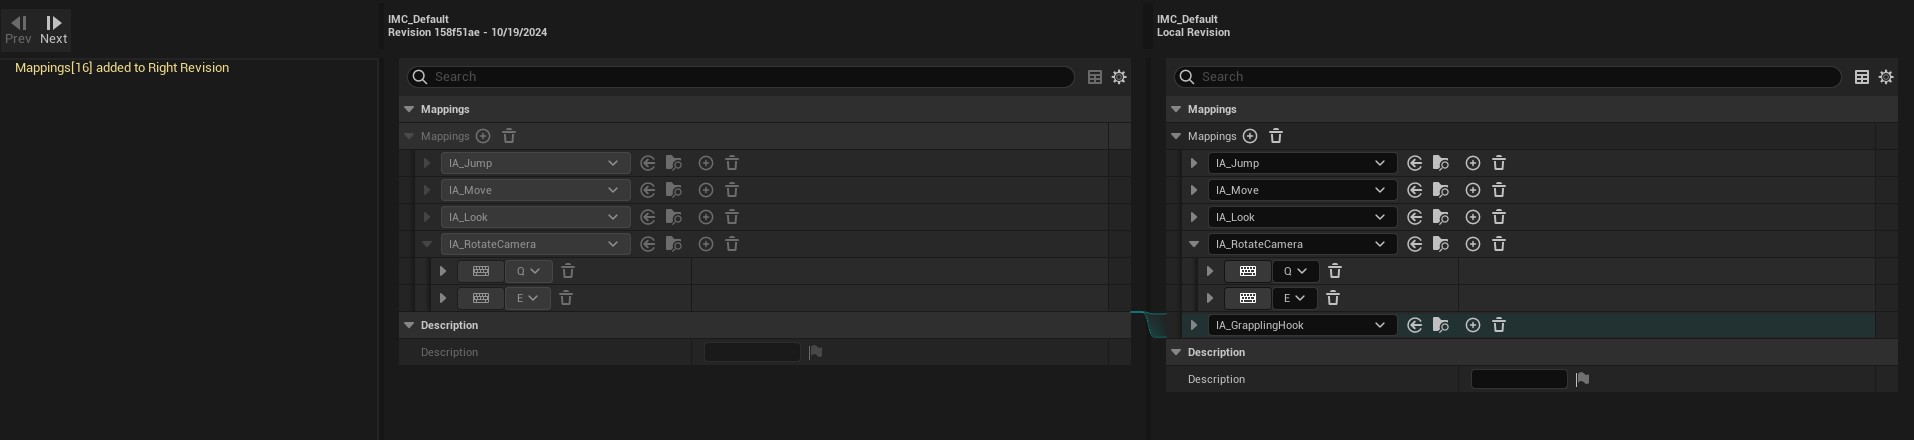 Prev Next
Mappings[16] added to Right Revision
IMC_Default
Revision 158f51ae - 10/19/2024
Search
Mappings
Mappings
IA_Jump
IA_Move
IA_Look
IA_RotateCamera
Q
E
Description
Description
IMC_Default
Local Revision
Search
Mappings
Mappings
IA_Jump
IA_Move
IA_Look
IA_RotateCamera
Q
E
IA_GrapplingHook
Description
Description